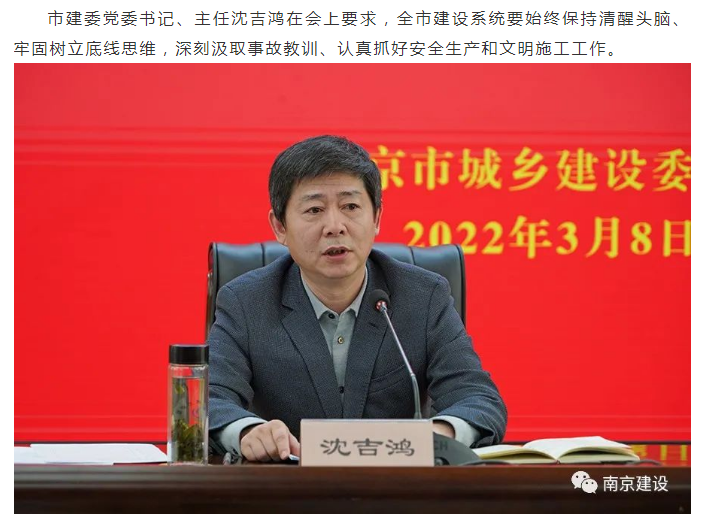 市建委党委书记、主任沈吉鸿在会上要求，全市建设系统要始终保持清醒头脑、
牢固树立底线思维，深刻汲取事故教训、认真抓好安全生产和文明施工工作。
京市城乡建设委
2022年3月8日
沈吉鸿
南京建设